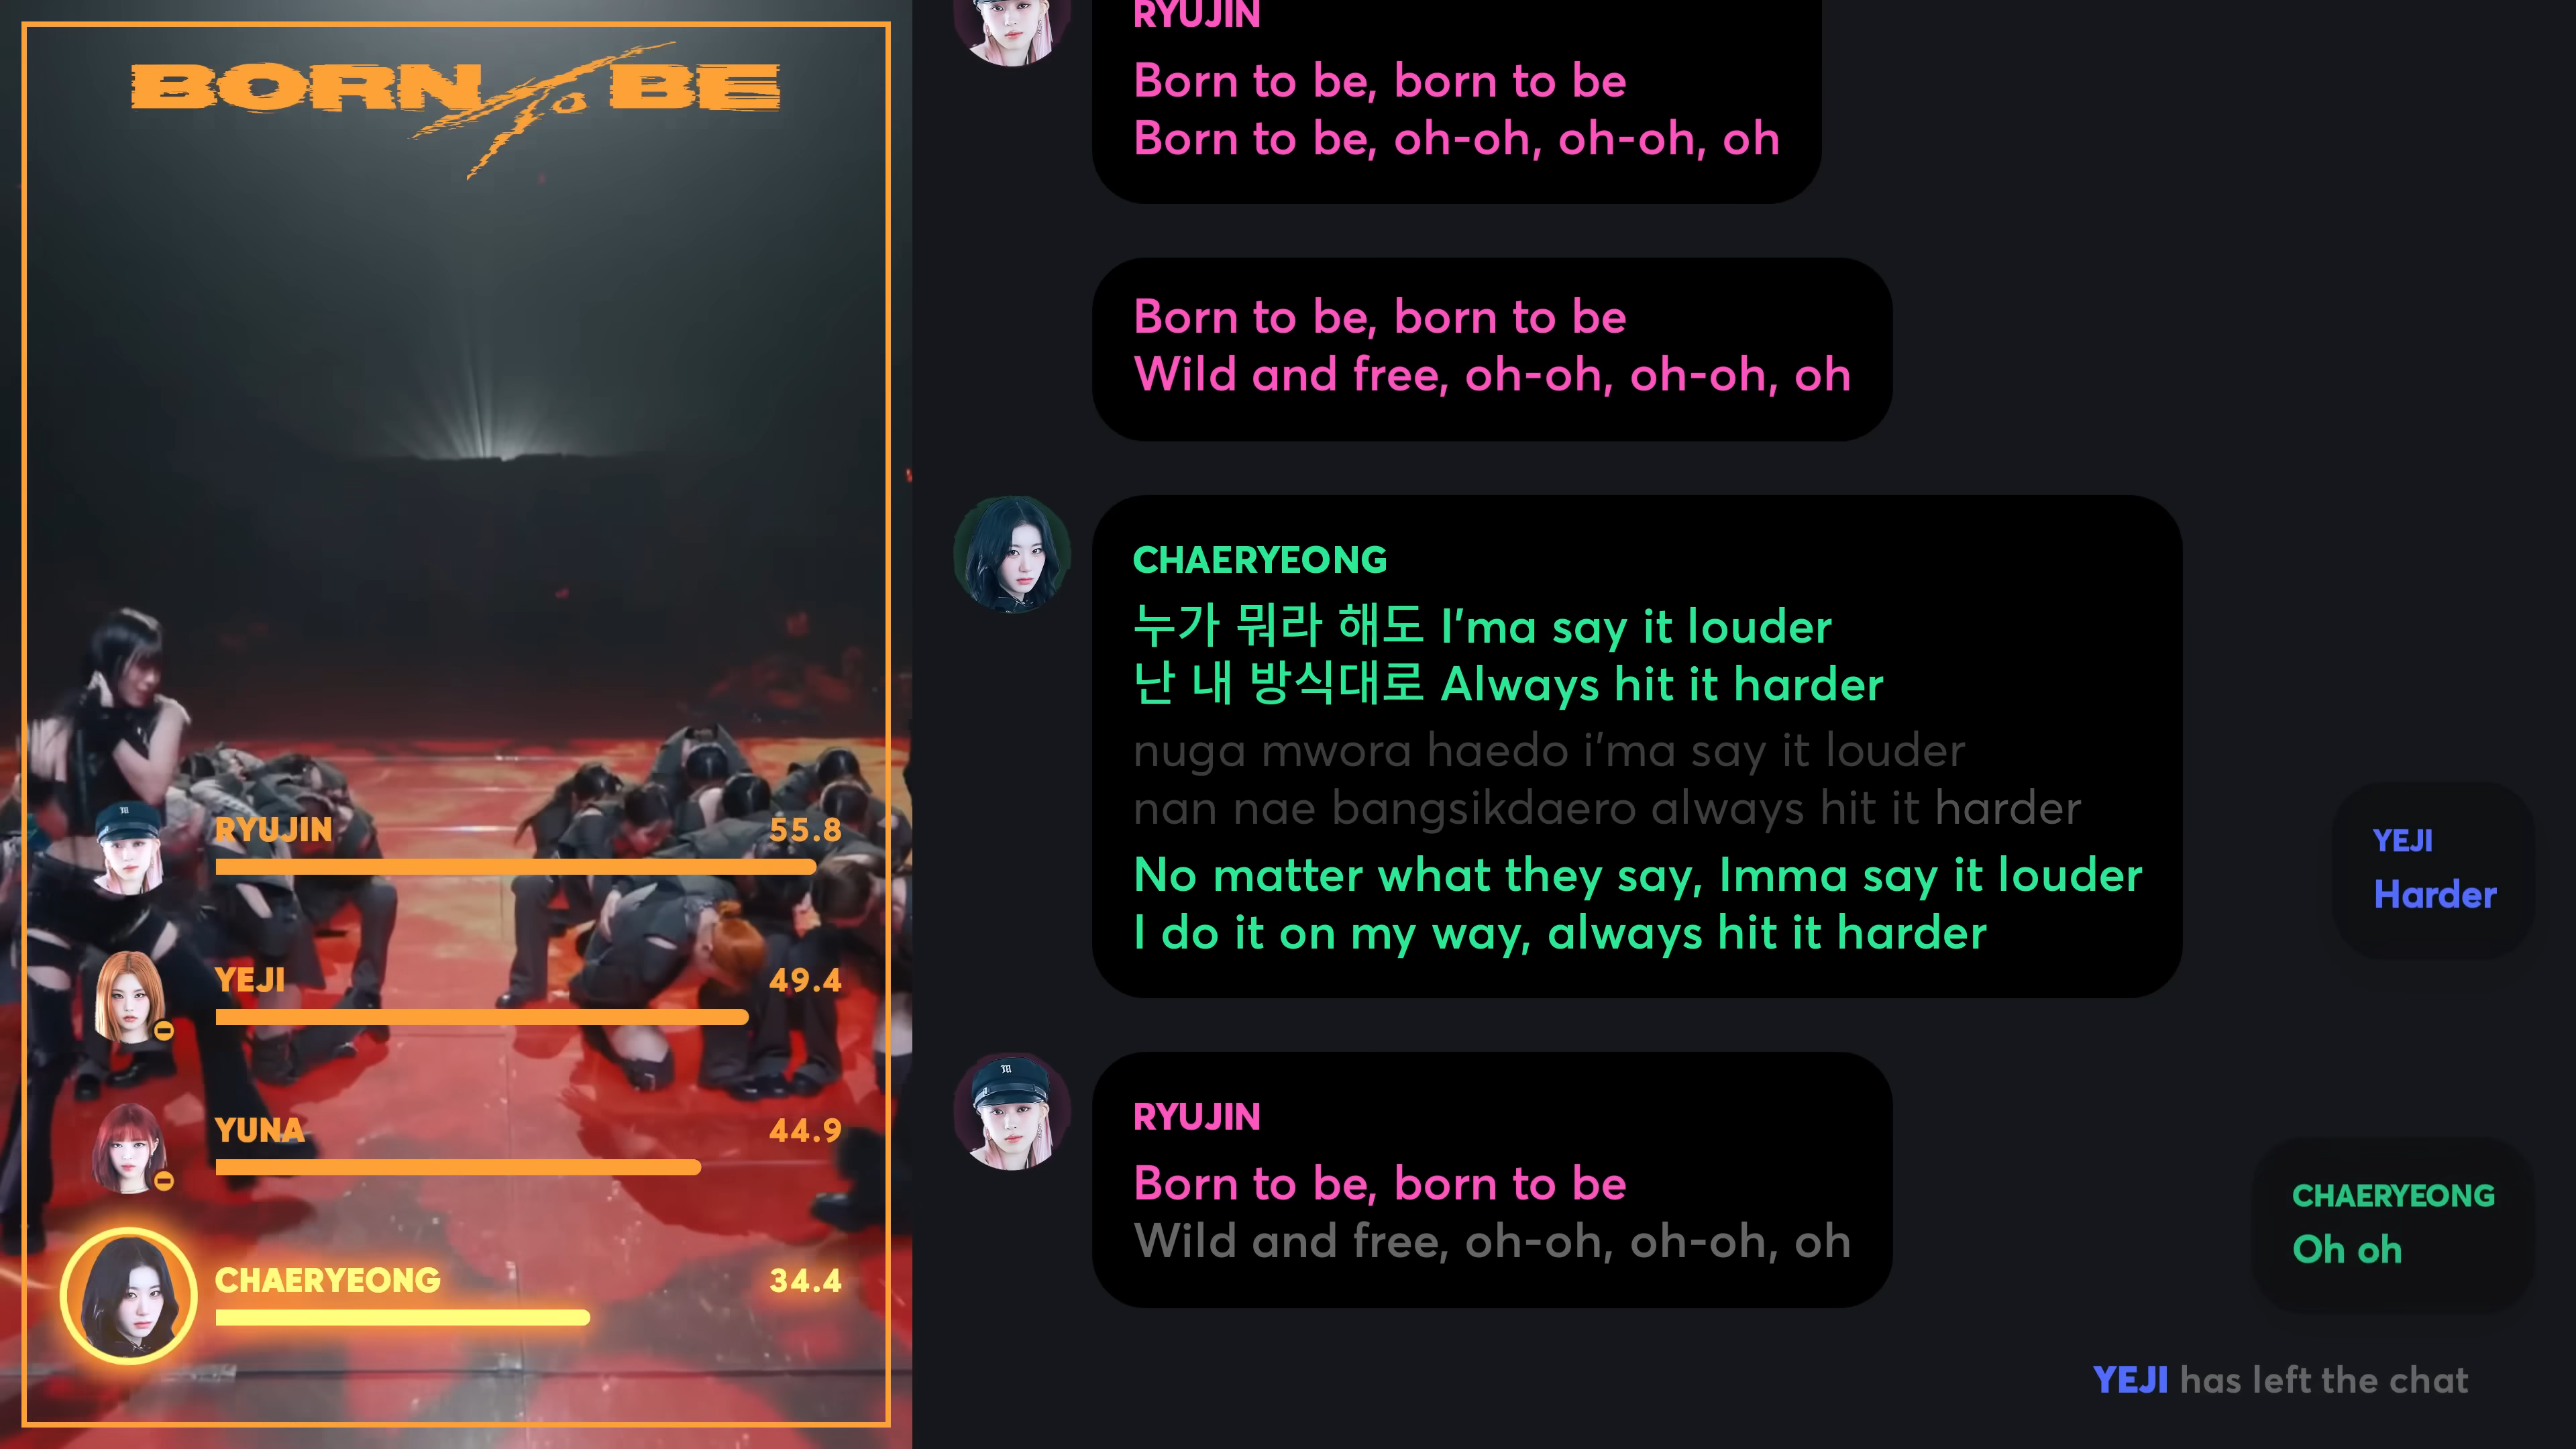 BORN To BE
RYUJIN
55.8
YEJI
49.4
YUNA
44.9
CHAERYEONG
34.4
RYUJIN
Born to be, born to be
Born to be, oh-oh, oh-oh, oh
Born to be, born to be
Wild and free, oh-oh, oh-oh, oh
CHAERYEONG
누가 뭐라 해도 I'ma say it louder
난 내 방식대로 Always hit it harder
nuga mwora haedo i'ma say it louder
nan nae bangsikdaero always hit it harder
No matter what they say, Imma say it louder
I do it on my way, always hit it harder
YEJI
Harder
RYUJIN
Born to be, born to be
Wild and free, oh-oh, oh-oh, oh
CHAERYEONG
Oh oh
YEJI has left the chat